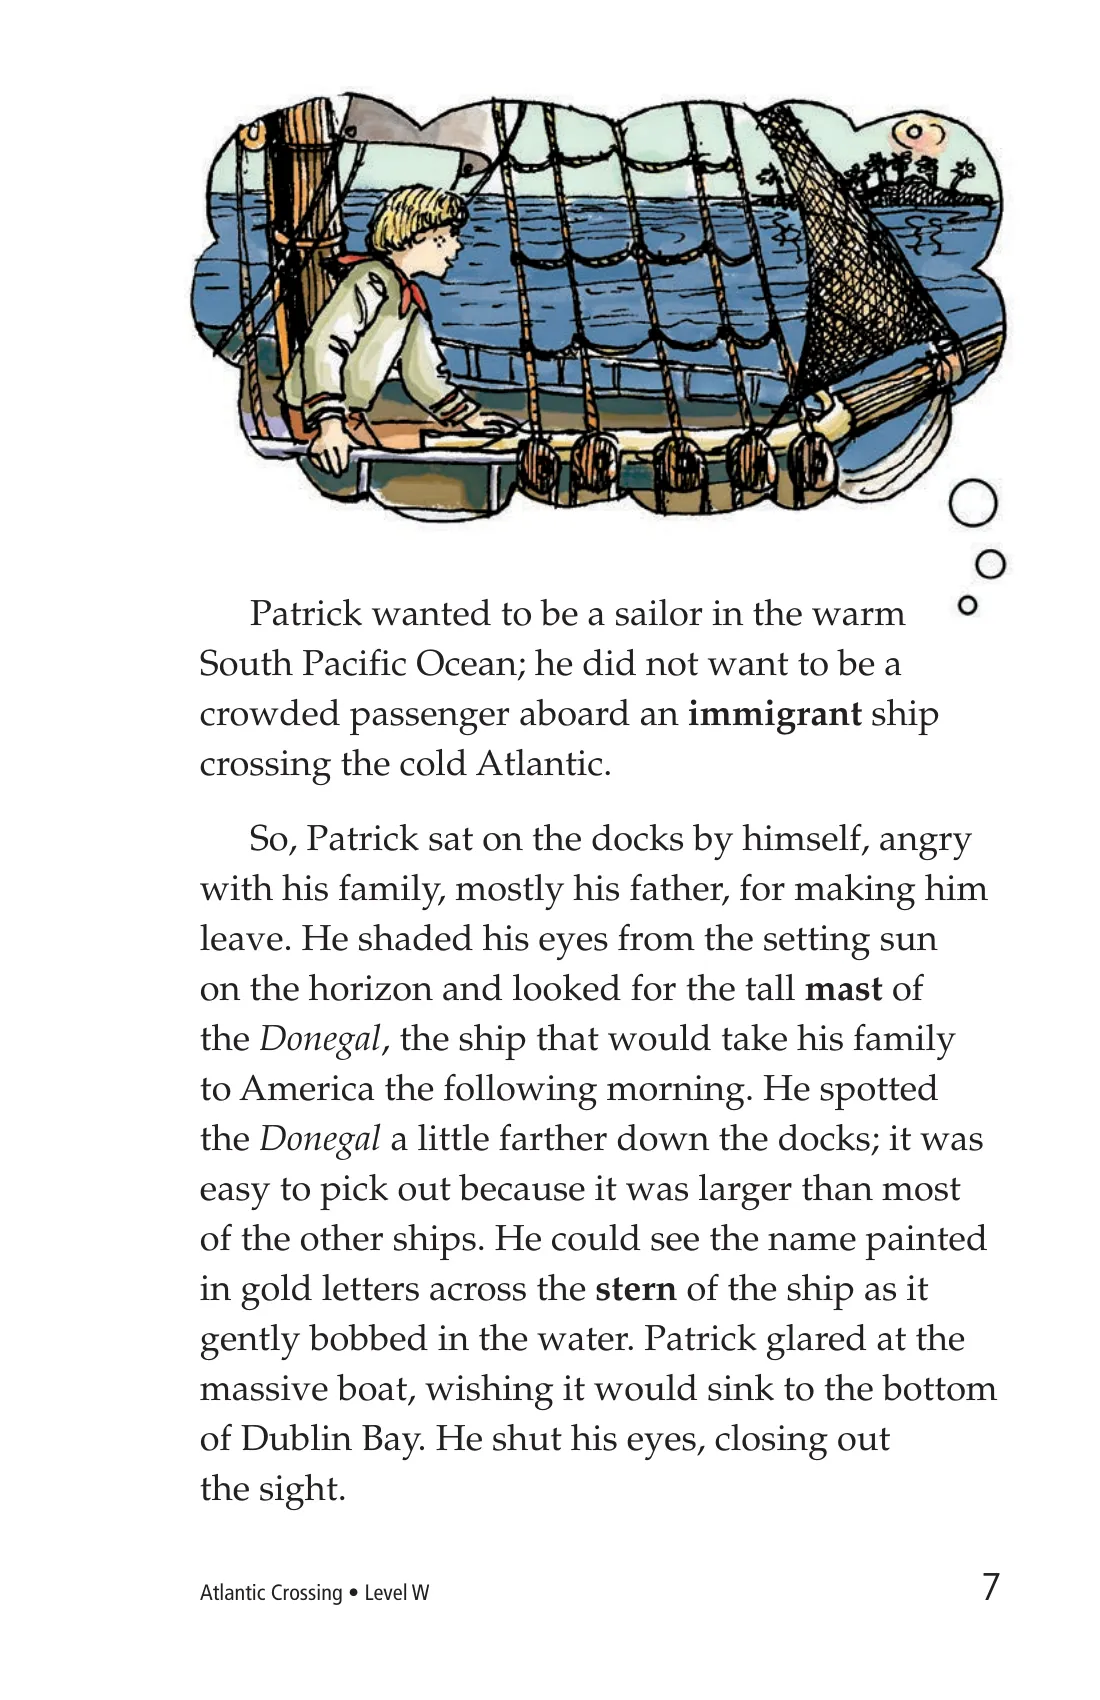 Patrick wanted to be a sailor in the warm
South Pacific Ocean; he did not want to be a
crowded passenger aboard an immigrant ship
crossing the cold Atlantic.
So, Patrick sat on the docks by himself, angry
with his family, mostly his father, for making him
leave. He shaded his eyes from the setting sun
on the horizon and looked for the tall mast of
the Donegal, the ship that would take his family
to America the following morning. He spotted
the Donegal a little farther down the docks; it was
easy to pick out because it was larger than most
of the other ships. He could see the name painted
in gold letters across the stern of the ship as it
gently bobbed in the water. Patrick glared at the
massive boat, wishing it would sink to the bottom
of Dublin Bay. He shut his eyes, closing out
the sight.
Atlantic Crossing • Level W
7